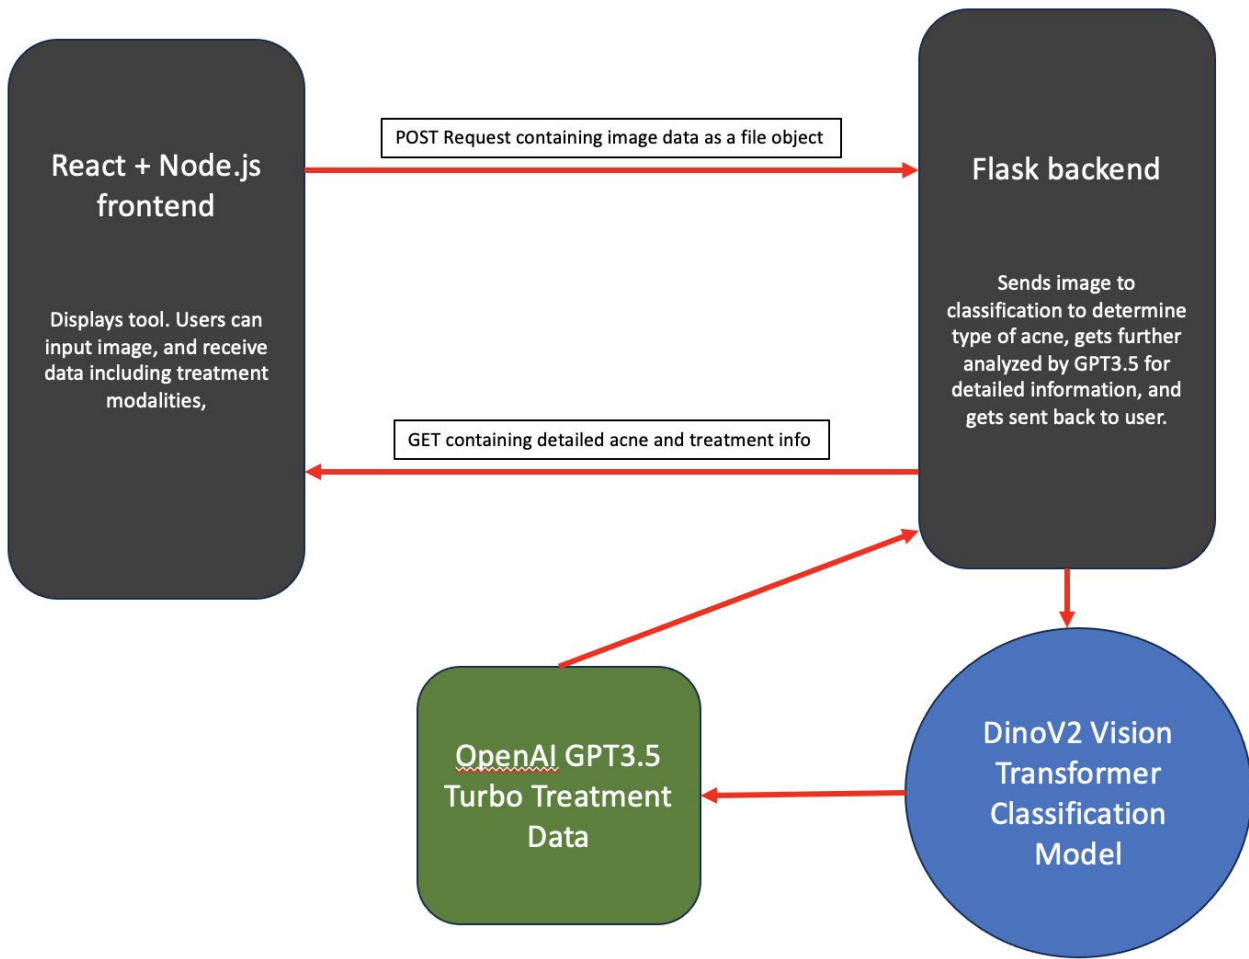 React + Node.js
frontend
Displays tool. Users can
input image, and receive
data including treatment
modalities,
POST Request containing image data as a file object
GET containing detailed acne and treatment info
Flask backend
Sends image to
classification to determine
type of acne, gets further
analyzed by GPT3.5 for
detailed information, and
gets sent back to user.
OpenAI GPT3.5
Turbo Treatment
Data
DinoV2 Vision
Transformer
Classification
Model